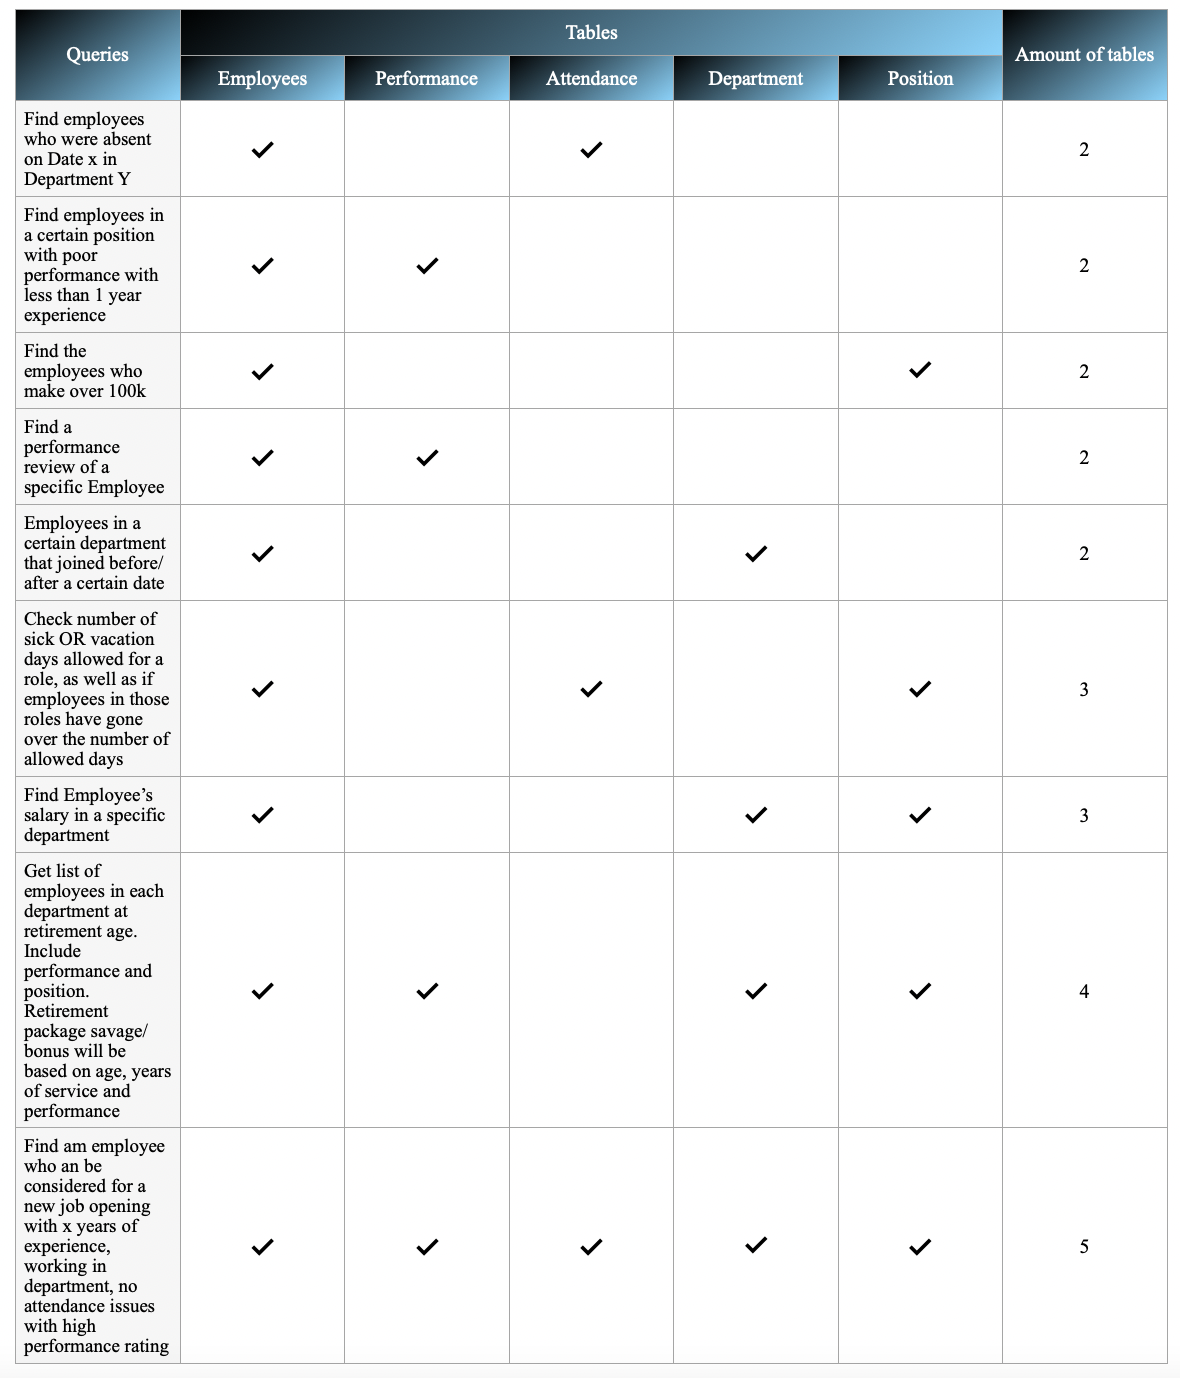 Queries
Tables
Amount of tables
Employees
Performance
Attendance
Department
Position
Find employees
who were absent
on Date x in
Department Y
2
Find employees in
a certain position
with poor
performance with
less than 1 year
experience
2
Find the
employees who
make over 100k
2
Find a
performance
review of a
specific Employee
2
Employees in a
certain department
that joined before/
after a certain date
2
Check number of
sick OR vacation
days allowed for a
role, as well as if
employees in those
roles have gone
over the number of
allowed days
3
Find Employee’s
salary in a specific
department
3
Get list of
employees in each
department at
retirement age.
Include
performance and
position.
Retirement
package savage/
bonus will be
based on age, years
of service and
performance
4
Find am employee
who an be
considered for a
new job opening
with x years of
experience,
working in
department, no
attendance issues
with high
performance rating
5